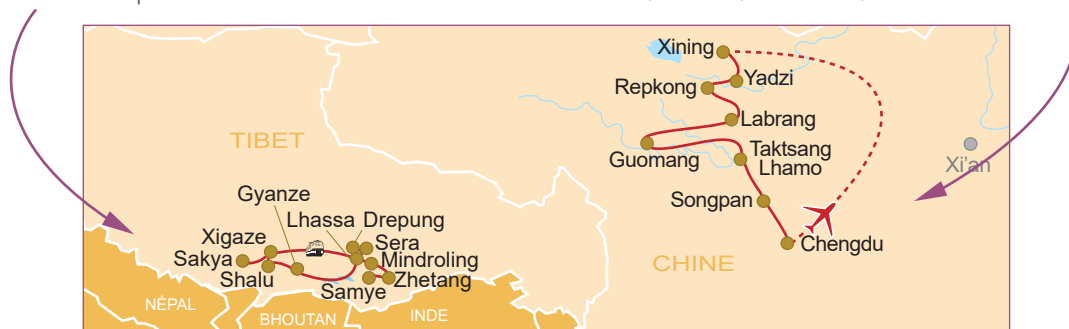 Xining
Yadzi
Repkong
Labrang
TIBET
Guomang
Taktsang
Lhamo
Xi'an
Gyanze
Songpan
Lhassa
Drepung
Xigaze
Sera
Chengdu
Sakya
Mindroling
CHINE
Shalu
Samye
Zhetang
NÉPAL
BHOUTAN
INDE